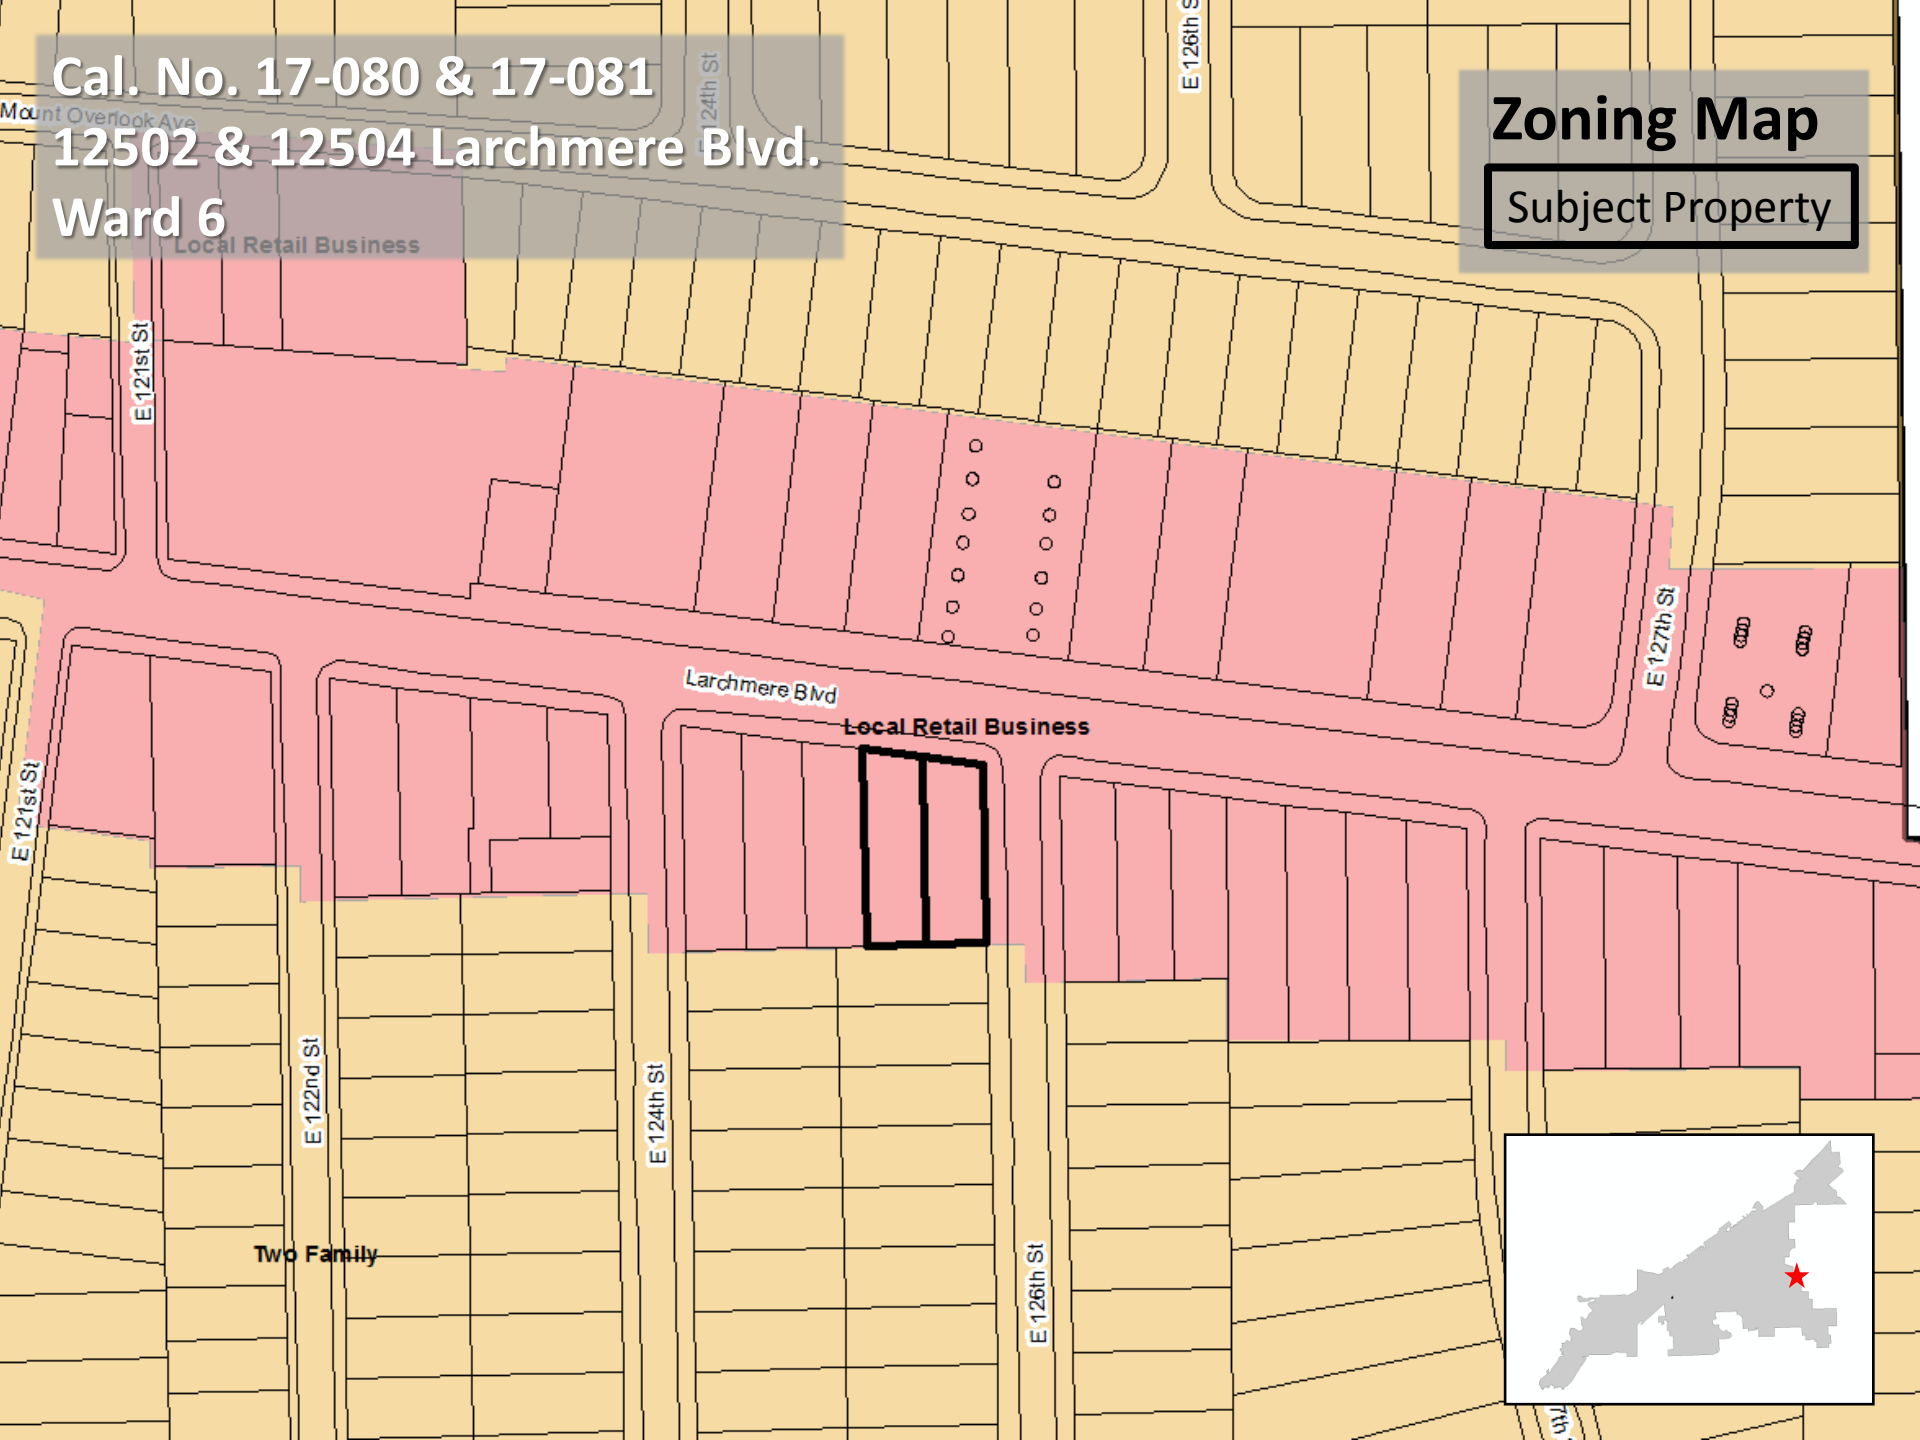 Cal. No. 17-080 & 17-081
12502 & 12504 Larchmere Blvd.
Ward 6
Zoning Map
Subject Property
E 126th St
E 124th St
Mount Overlook Ave
Local Retail Business
E 121st St
E 127th St
Larchmere Blvd
Local Retail Business
E 121st St
E 122nd St
E 124th St
Two Family
E 126th St